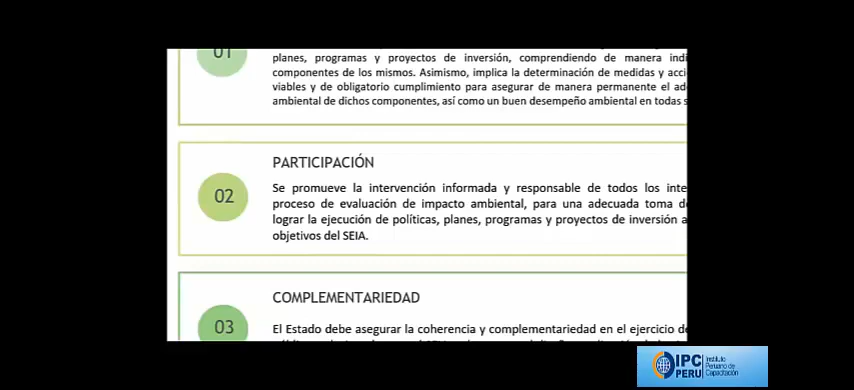 01
planes, programas y proyectos de inversión, comprendiendo de manera indi
componentes de los mismos. Asimismo, implica la determinación de medidas y acci
viables y de obligatorio cumplimiento para asegurar de manera permanente el ad
ambiental de dichos componentes, así como un buen desempeño ambiental en todas s
PARTICIPACIÓN
02
Se promueve la intervención informada y responsable de todos los inte
proceso de evaluación de impacto ambiental, para una adecuada toma d
lograr la ejecución de políticas, planes, programas y proyectos de inversión a
objetivos del SEIA.
COMPLEMENTARIEDAD
03
El Estado debe asegurar la coherencia y complementariedad en el ejercicio de
IPC
PERU
Instituto
Peruano de
Capacitación